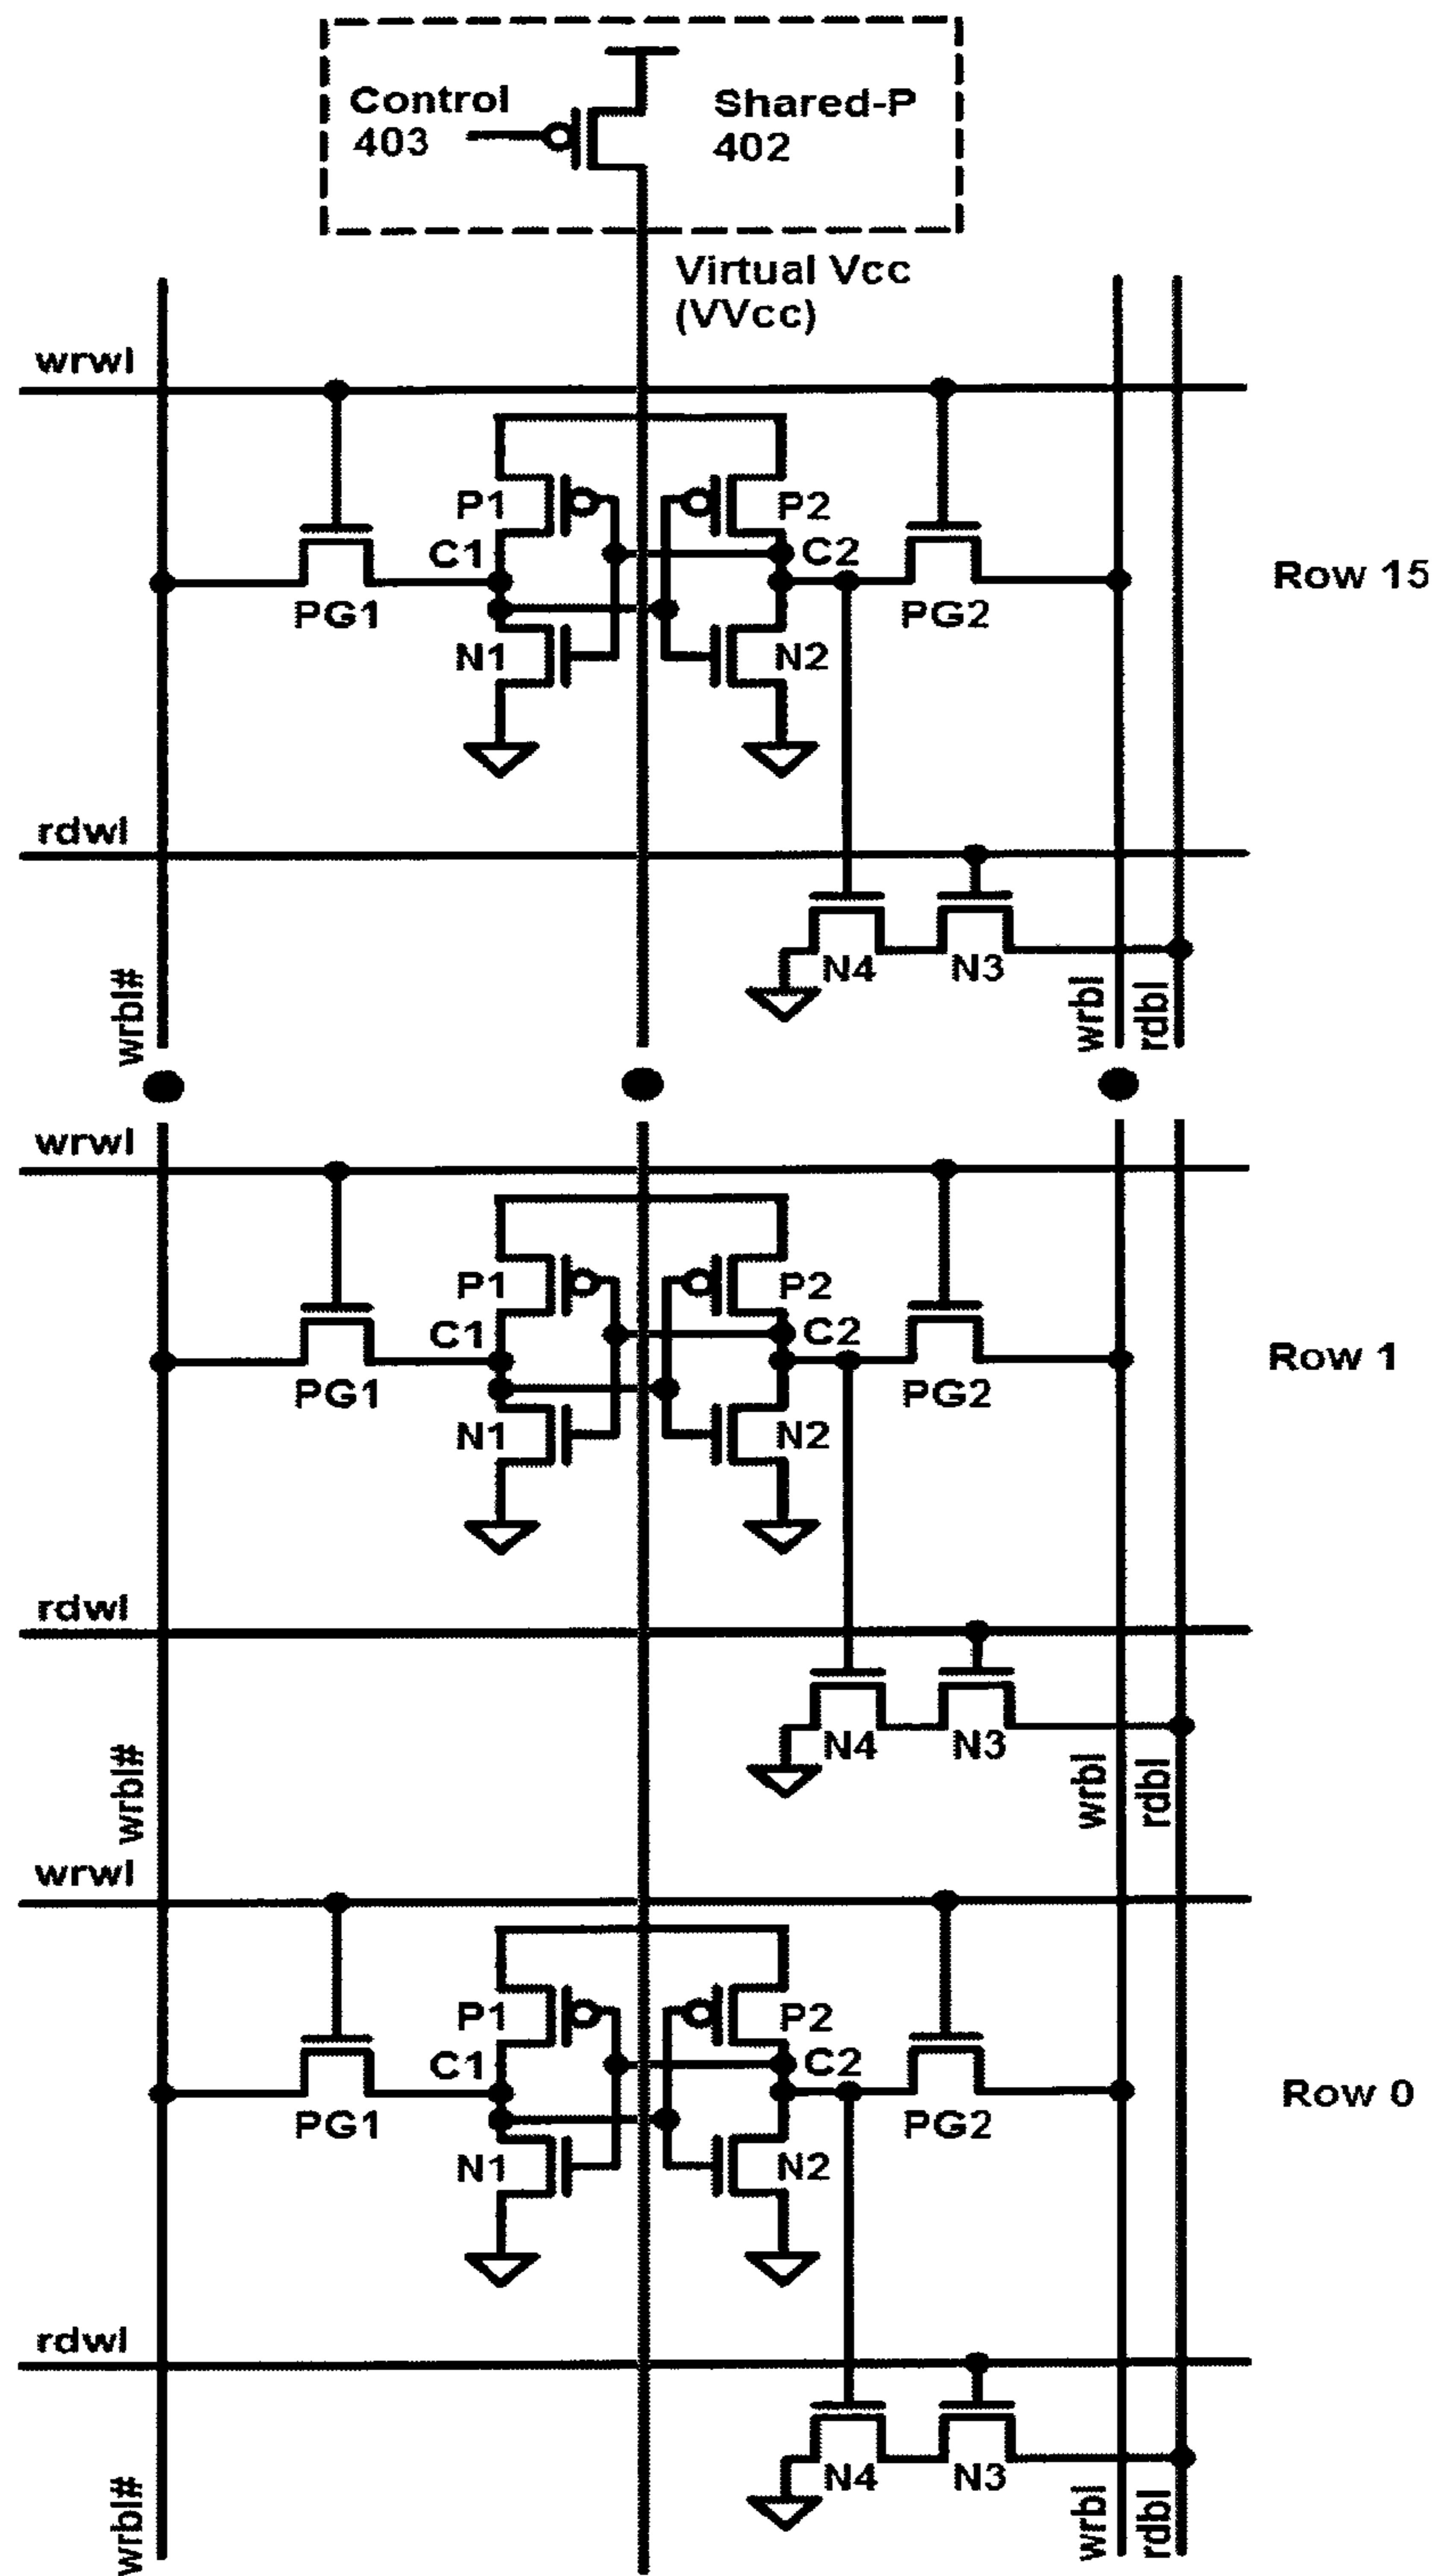 Control
403
Shared-P
402
Virtual Vcc
(VVcc)
wrwl
P1
P2
C1
C2
PG1
PG2
Row 15
N1
N2
rdwl
N4
N3
wrbl#
wrbl
rdbl
wrwl
P1
P2
C1
C2
PG1
PG2
Row 1
N1
N2
rdwl
N4
N3
wrbl#
wrbl
rdbl
wrwl
P1
P2
C1
C2
PG1
PG2
Row 0
N1
N2
rdwl
N4
N3
wrbl#
wrbl
rdbl